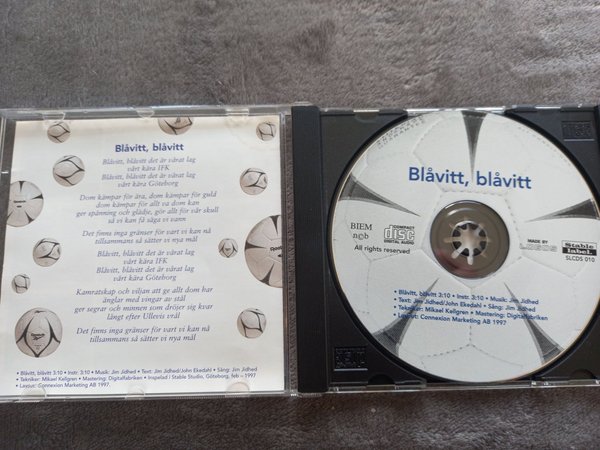 Blåvitt, blåvitt
Blåvitt, blåvitt det är vårat lag
vårt kära IFK
Blåvitt, blåvitt det är vårat lag
vårt kära Göteborg
Dom kämpar för ära, dom kämpar för guld
dom kämpar för allt va dom kan
ger spänning och glädje, gör allt för vår skull
så vi kan få säga vi vann
Det finns inga gränser för vart vi kan nå
tillsammans så sätter vi nya mål
Blåvitt, blåvitt det är vårat lag
vårt kära IFK
Blåvitt, blåvitt det är vårat lag
vårt kära Göteborg
Kamratskap och viljan att ge allt dom har
änglar med vingar av stål
ger segrar och minnen som dröjer sig kvar
långt efter Ullevis vrål
Det finns inga gränser för vart vi kan nå
tillsammans så sätter vi nya mål
• Blåvitt, blåvitt 3:10 • Instr. 3:10 • Musik: Jim Jidhed • Text: Jim Jidhed/John Ekedahl • Sång: Jim Jidhed
• Tekniker: Mikael Kellgren • Mastering: Digitalfabriken • Inspelad i Stable Studio, Göteborg, feb – 1997
• Layout: Connexion Marketing AB 1997.
Blåvitt, blåvitt
BIEM
n©b
COMPACT
disc
DIGITAL AUDIO
All rights reserved
MADE BY
Stable
label
SLCDS 010
• Blåvitt, blåvitt 3:10 • Instr. 3:10 • Musik: Jim Jidhed
• Text: Jim Jidhed/John Ekedahl • Sång: Jim Jidhed
• Tekniker: Mikael Kellgren • Mastering: Digitalfabriken
• Layout: Connexion Marketing AB 1997